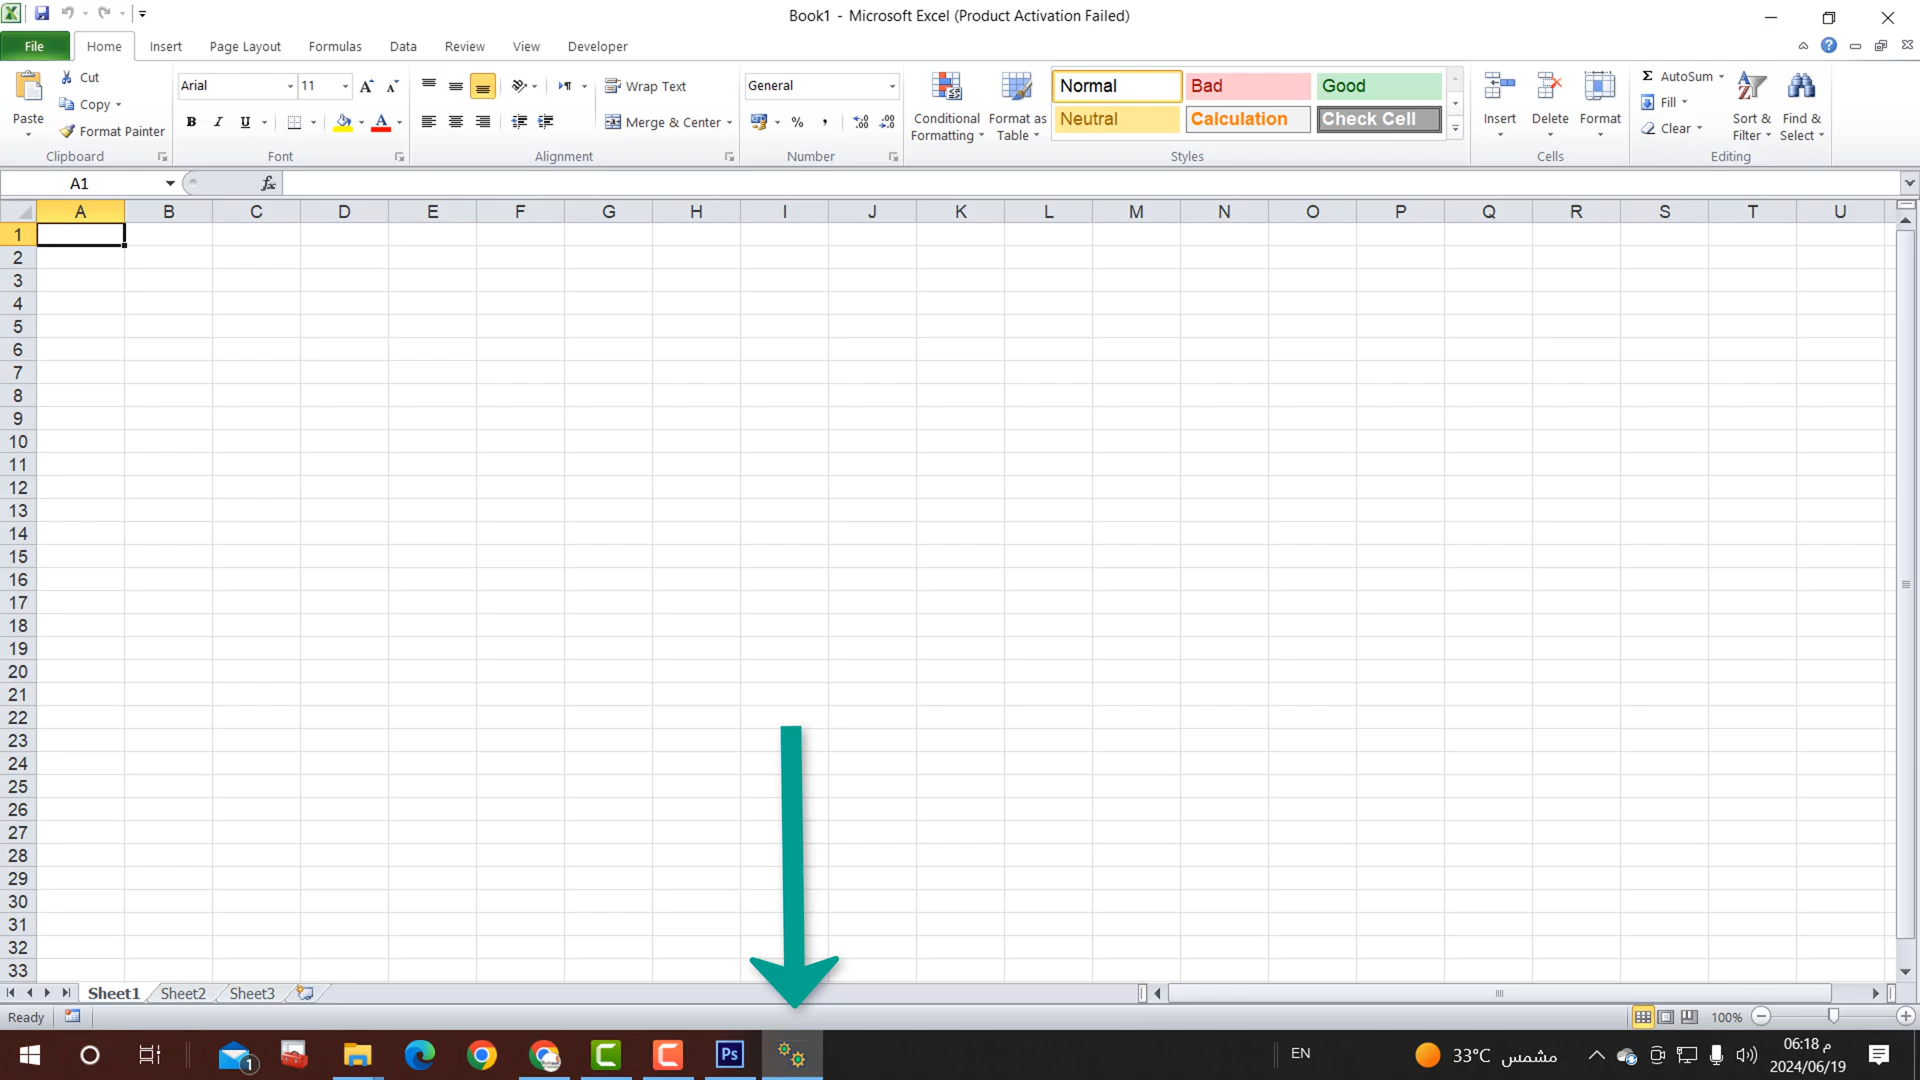 Book1 - Microsoft Excel (Product Activation Failed)
File Home Insert Page Layout Formulas Data Review View Developer
Paste
Cut
Copy
Format Painter
Clipboard
Arial 11
B I U A
Font
Wrap Text
Merge & Center
Alignment
General
%
Number
Conditional Formatting
Format as Table
Normal Bad Good
Neutral Calculation Check Cell
Styles
Insert Delete Format
Cells
Σ AutoSum
Fill
Clear
Sort & Filter
Find & Select
Editing
A1 fx
A B C D E F G H I J K L M N O P Q R S T U
1
2
3
4
5
6
7
8
9
10
11
12
13
14
15
16
17
18
19
20
21
22
23
24
25
26
27
28
29
30
31
32
33
Sheet1 Sheet2 Sheet3
Ready 100%
1 Ps EN 33°C مشمس 06:18 م
2024/06/19